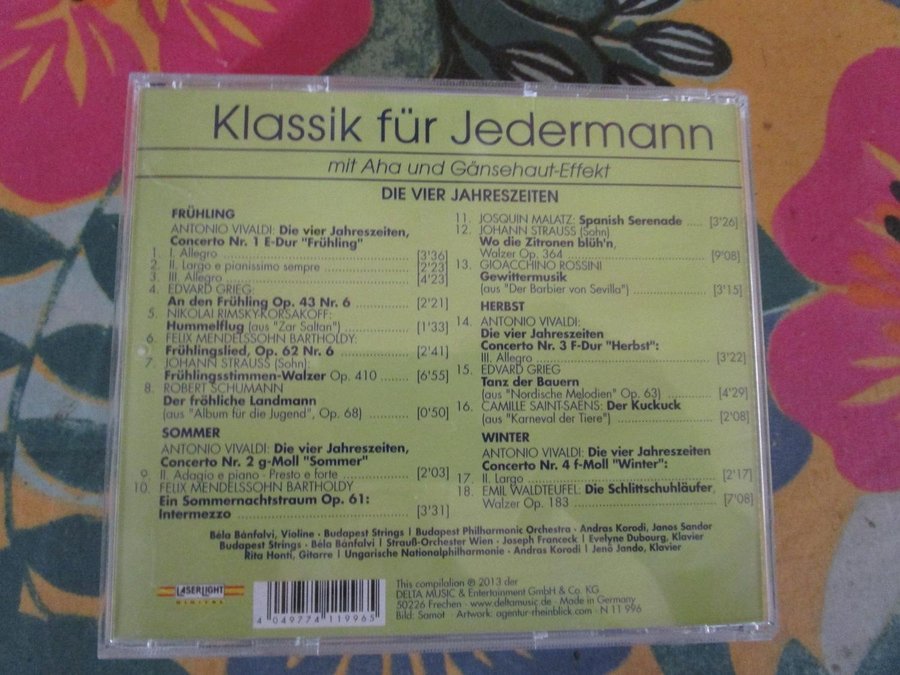 Klassik für Jedermann
mit Aha und Gänsehaut-Effekt
DIE VIER JAHRESZEITEN
FRÜHLING
ANTONIO VIVALDI: Die vier Jahreszeiten,
Concerto Nr. 1 E-Dur "Frühling"
1. I. Allegro [3'36]
2. II. Largo e pianissimo sempre [2'23]
3. III. Allegro [4'23]
4. EDVARD GRIEG:
An den Frühling Op. 43 Nr. 6 [2'21]
5. NIKOLAI RIMSKY-KORSAKOFF:
Hummelflug (aus "Zar Saltan") [1'33]
6. FELIX MENDELSSOHN BARTHOLDY:
Frühlingslied, Op. 62 Nr. 6 [2'41]
7. JOHANN STRAUSS (Sohn):
Frühlingsstimmen-Walzer Op. 410 [6'55]
8. ROBERT SCHUMANN
Der fröhliche Landmann
(aus "Album für die Jugend", Op. 68) [0'50]
SOMMER
ANTONIO VIVALDI: Die vier Jahreszeiten,
Concerto Nr. 2 g-Moll "Sommer"
9. II. Adagio e piano - Presto e forte [2'03]
10. FELIX MENDELSSOHN BARTHOLDY
Ein Sommernachtstraum Op. 61:
Intermezzo [3'31]
11. JOSQUIN MALATZ: Spanish Serenade [3'26]
12. JOHANN STRAUSS (Sohn)
Wo die Zitronen blüh'n,
Walzer Op. 364 [9'08]
13. GIOACCHINO ROSSINI
Gewittermusik
(aus "Der Barbier von Sevilla") [3'15]
HERBST
14. ANTONIO VIVALDI:
Die vier Jahreszeiten
Concerto Nr. 3 F-Dur "Herbst":
III. Allegro [3'22]
15. EDVARD GRIEG
Tanz der Bauern
(aus "Nordische Melodien" Op. 63) [4'29]
16. CAMILLE SAINT-SAENS: Der Kuckuck
(aus "Karneval der Tiere") [2'08]
WINTER
ANTONIO VIVALDI: Die vier Jahreszeiten
Concerto Nr. 4 f-Moll "Winter":
17. II. Largo [2'17]
18. EMIL WALDTEUFEL: Die Schlittschuhläufer,
Walzer Op. 183 [7'08]
Béla Bánfalvi, Violine · Budapest Strings | Budapest Philharmonic Orchestra · Andras Korodi, Janos Sandor
Budapest Strings · Béla Bánfalvi | Strauß-Orchester Wien · Joseph Franceck | Evelyne Dubourg, Klavier
Rita Honti, Gitarre | Ungarische Nationalphilharmonie · Andras Korodi | Jenö Jando, Klavier
LASERLIGHT
DIGITAL
4 049774 119965
This compilation ℗ 2013 der
DELTA MUSIC & Entertainment GmbH & Co. KG
50226 Frechen · www.deltamusic.de · Made in Germany
Bild: Samot · Artwork: agentur-rheinblick.com · N 11 996